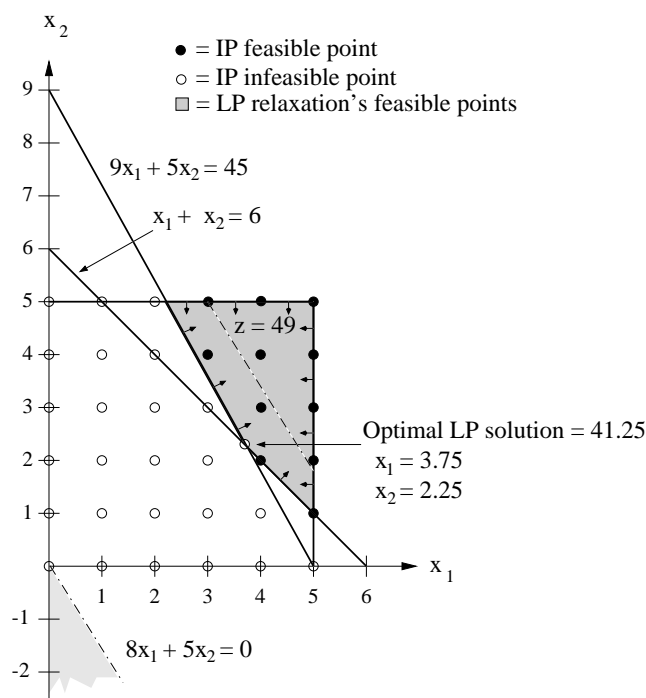 x2
● = IP feasible point
○ = IP infeasible point
= LP relaxation's feasible points
9
8
9x1 + 5x2 = 45
7
x1 + x2 = 6
6
5
z = 49
4
3
Optimal LP solution = 41.25
x1 = 3.75
2
x2 = 2.25
1
x1
1 2 3 4 5 6
-1
8x1 + 5x2 = 0
-2